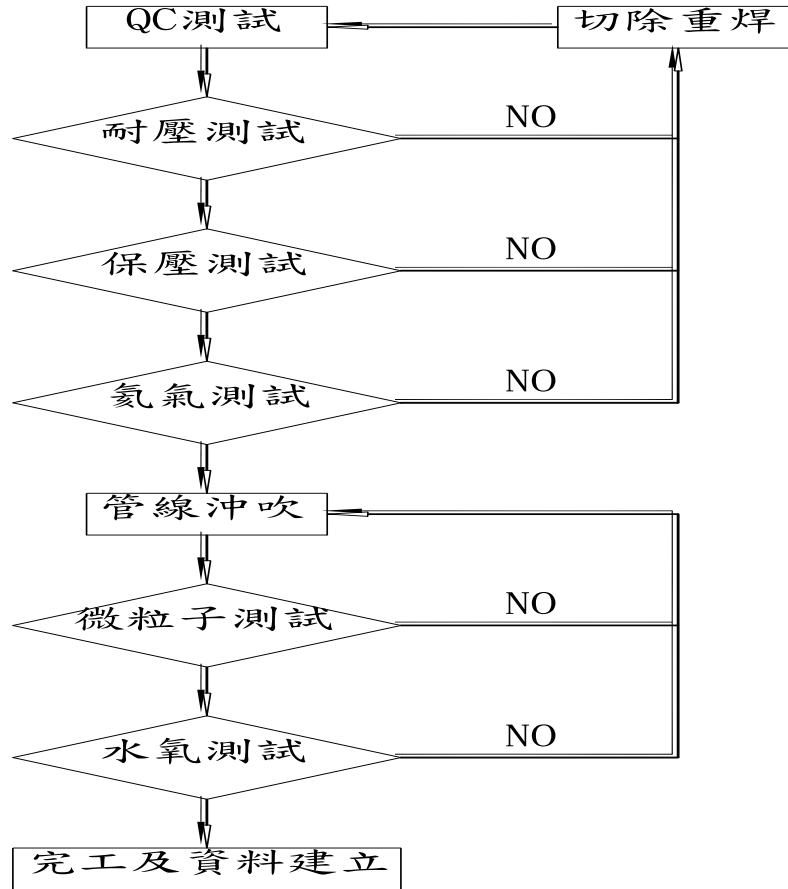 QC測試
切除重焊
耐壓測試
NO
保壓測試
NO
氦氣測試
NO
管線沖吹
微粒子測試
NO
水氧測試
NO
完工及資料建立